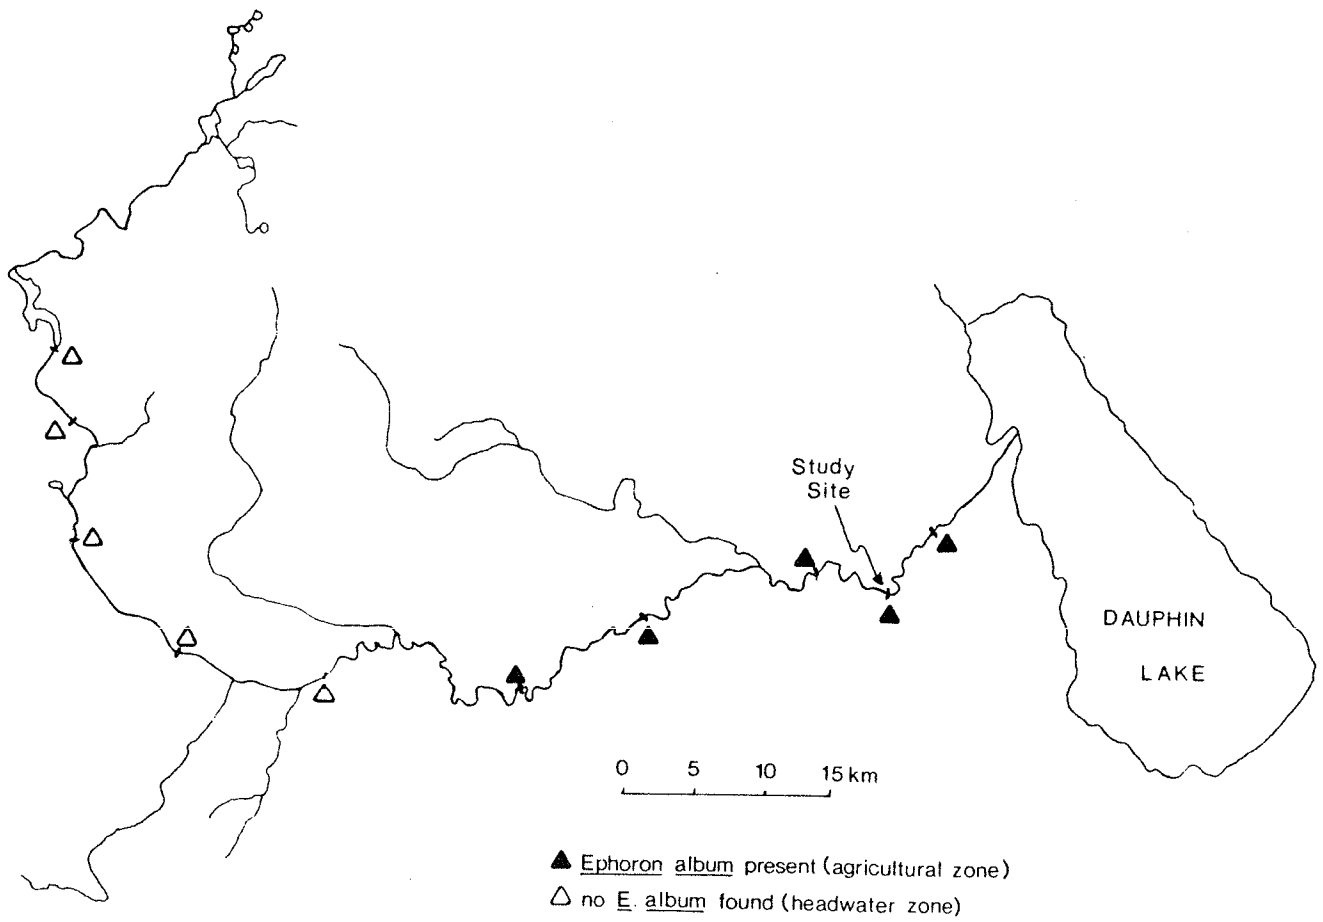 Study
Site
DAUPHIN
LAKE
0 5 10 15 km
Ephoron album present (agricultural zone)
no E. album found (headwater zone)